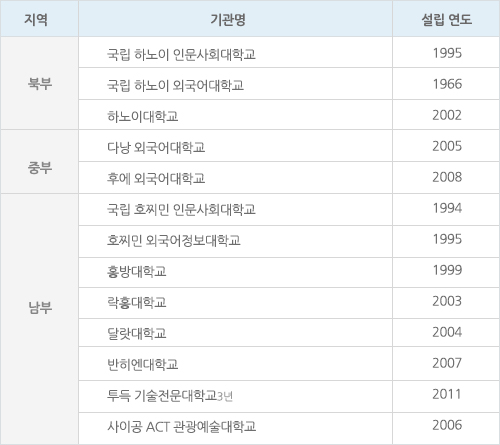 지역 기관명 설립 연도
북부 국립 하노이 인문사회대학교 1995
국립 하노이 외국어대학교 1966
하노이대학교 2002
중부 다낭 외국어대학교 2005
후에 외국어대학교 2008
남부 국립 호찌민 인문사회대학교 1994
호찌민 외국어정보대학교 1995
홍방대학교 1999
락홍대학교 2003
달랏대학교 2004
반히엔대학교 2007
투득 기술전문대학교3년 2011
사이공 ACT 관광예술대학교 2006